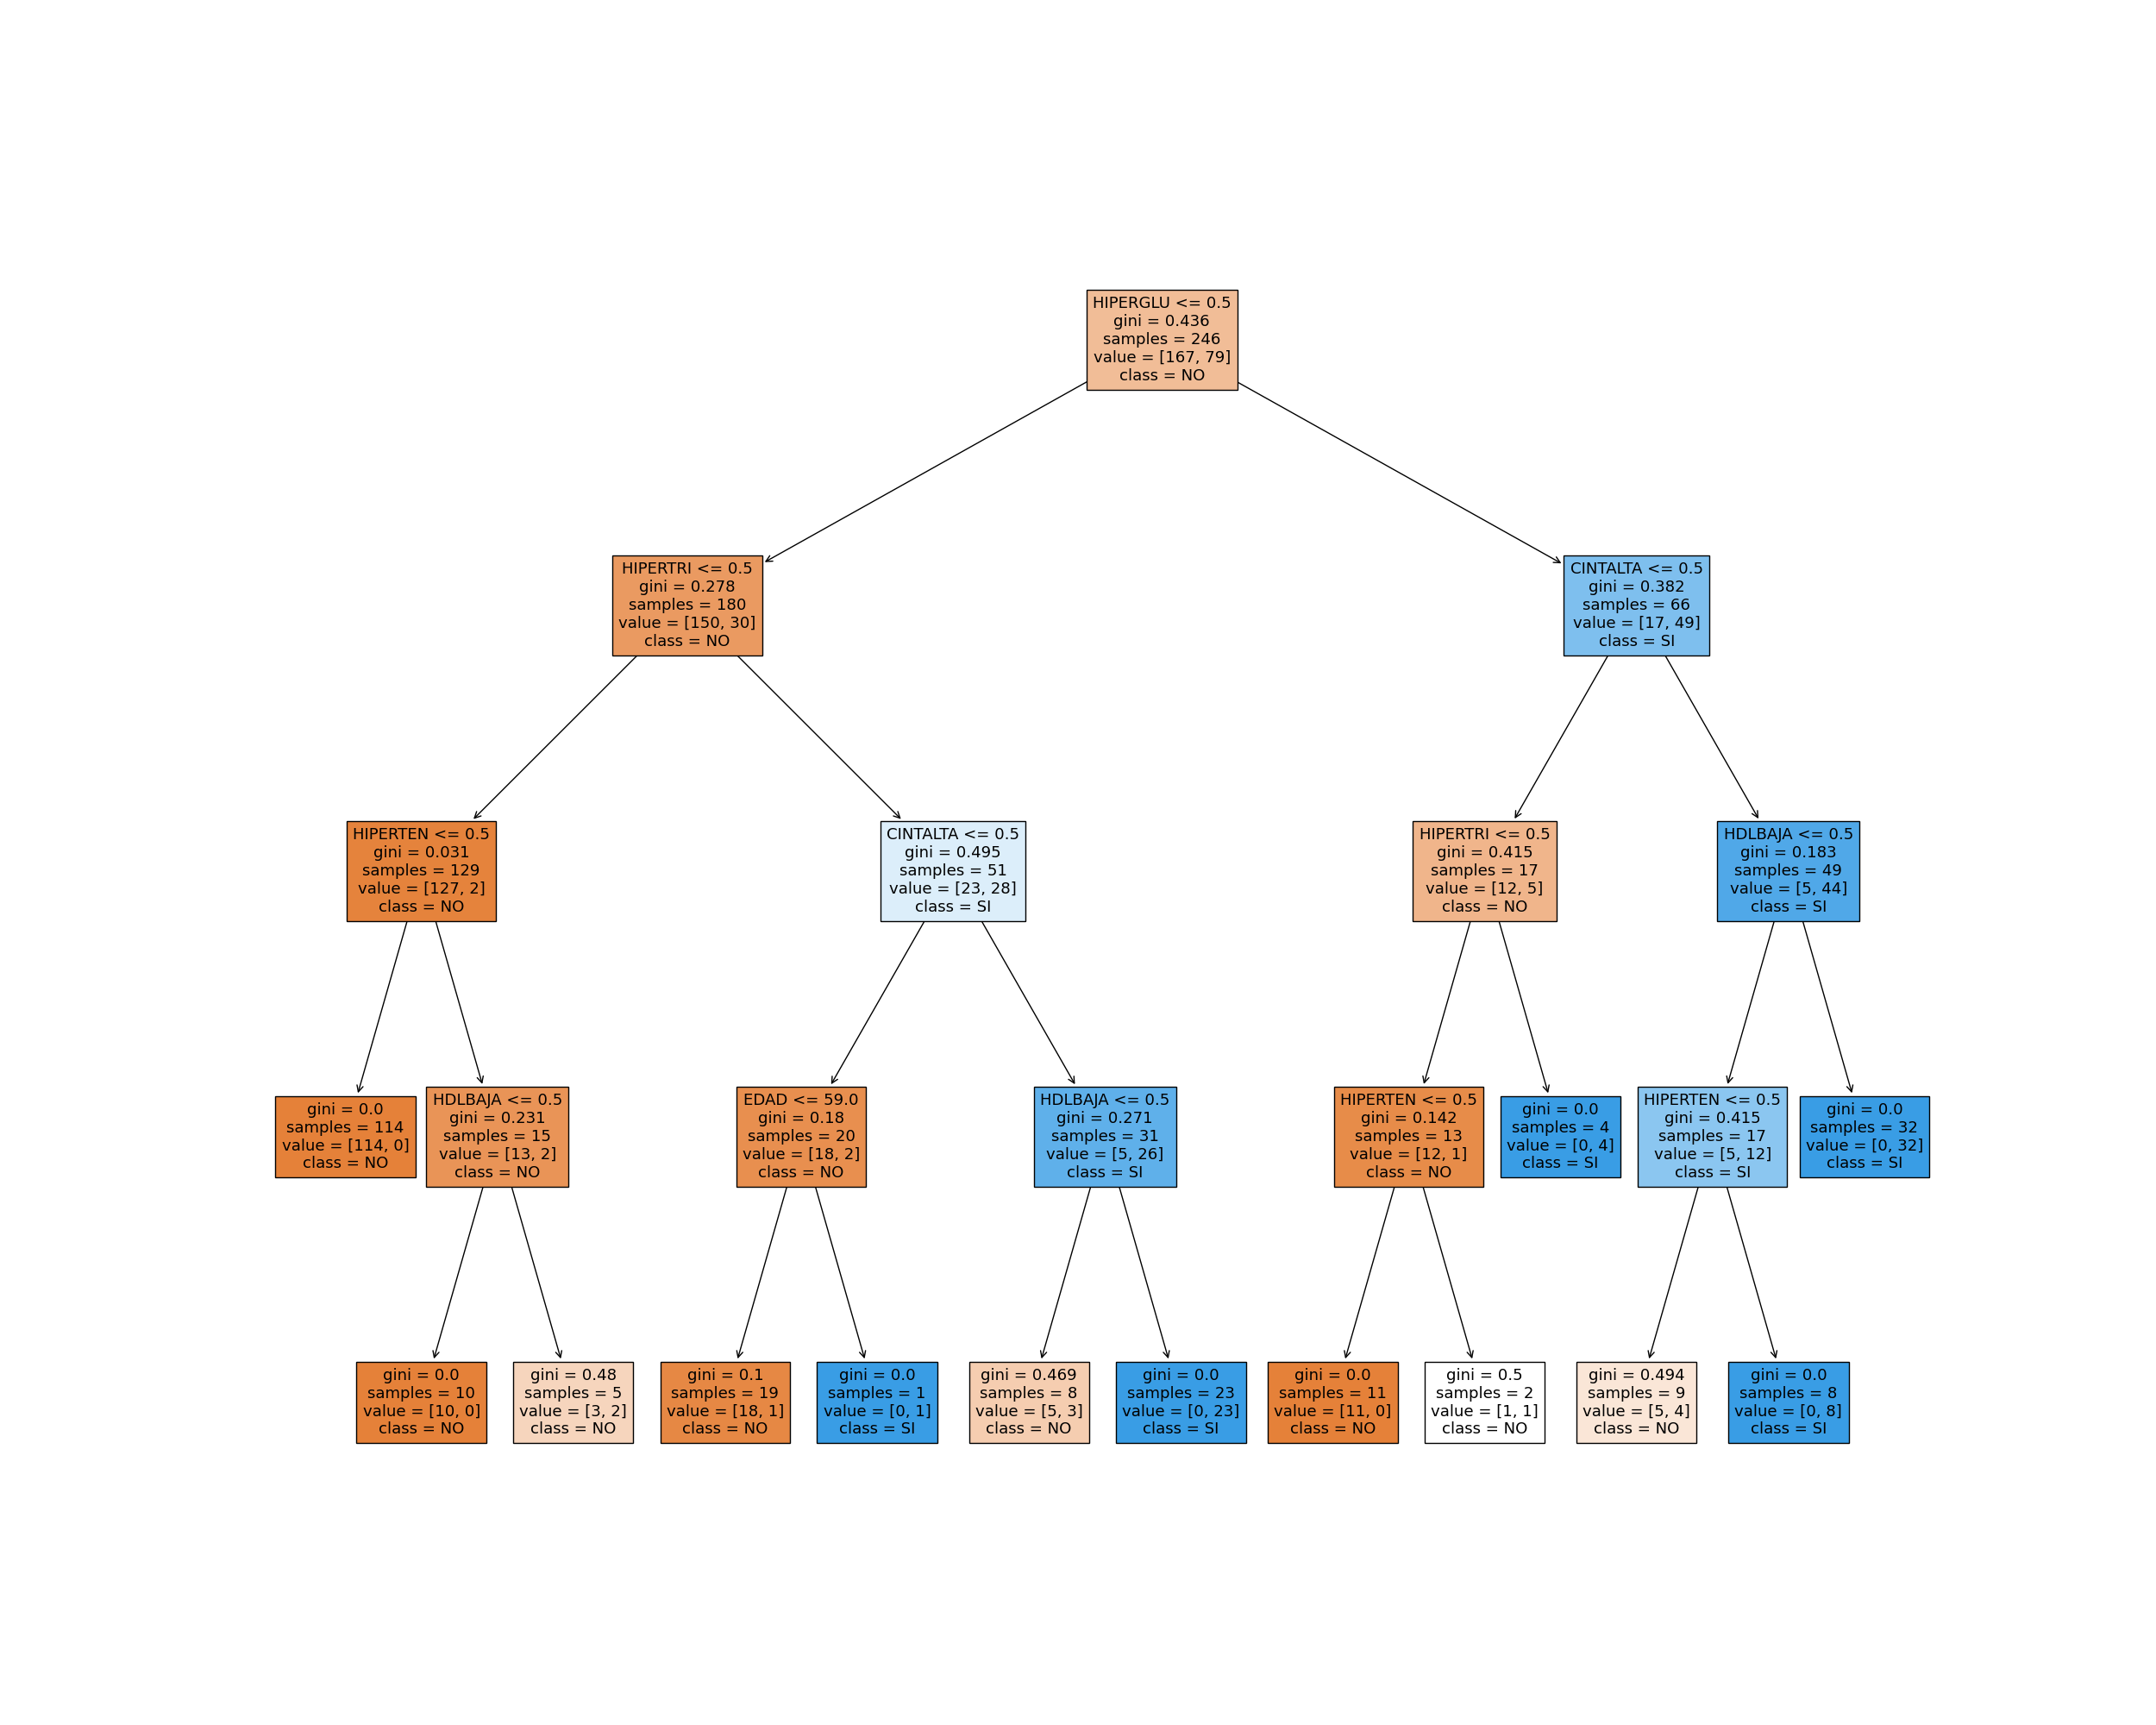 HIPERGLU <= 0.5
gini = 0.436
samples = 246
value = [167, 79]
class = NO
HIPERTRI <= 0.5
gini = 0.278
samples = 180
value = [150, 30]
class = NO
CINTALTA <= 0.5
gini = 0.382
samples = 66
value = [17, 49]
class = SI
HIPERTEN <= 0.5
gini = 0.031
samples = 129
value = [127, 2]
class = NO
CINTALTA <= 0.5
gini = 0.495
samples = 51
value = [23, 28]
class = SI
HIPERTRI <= 0.5
gini = 0.415
samples = 17
value = [12, 5]
class = NO
HDLBAJA <= 0.5
gini = 0.183
samples = 49
value = [5, 44]
class = SI
gini = 0.0
samples = 114
value = [114, 0]
class = NO
HDLBAJA <= 0.5
gini = 0.231
samples = 15
value = [13, 2]
class = NO
EDAD <= 59.0
gini = 0.18
samples = 20
value = [18, 2]
class = NO
HDLBAJA <= 0.5
gini = 0.271
samples = 31
value = [5, 26]
class = SI
HIPERTEN <= 0.5
gini = 0.142
samples = 13
value = [12, 1]
class = NO
gini = 0.0
samples = 4
value = [0, 4]
class = SI
HIPERTEN <= 0.5
gini = 0.415
samples = 17
value = [5, 12]
class = SI
gini = 0.0
samples = 32
value = [0, 32]
class = SI
gini = 0.0
samples = 10
value = [10, 0]
class = NO
gini = 0.48
samples = 5
value = [3, 2]
class = NO
gini = 0.1
samples = 19
value = [18, 1]
class = NO
gini = 0.0
samples = 1
value = [0, 1]
class = SI
gini = 0.469
samples = 8
value = [5, 3]
class = NO
gini = 0.0
samples = 23
value = [0, 23]
class = SI
gini = 0.0
samples = 11
value = [11, 0]
class = NO
gini = 0.5
samples = 2
value = [1, 1]
class = NO
gini = 0.494
samples = 9
value = [5, 4]
class = NO
gini = 0.0
samples = 8
value = [0, 8]
class = SI